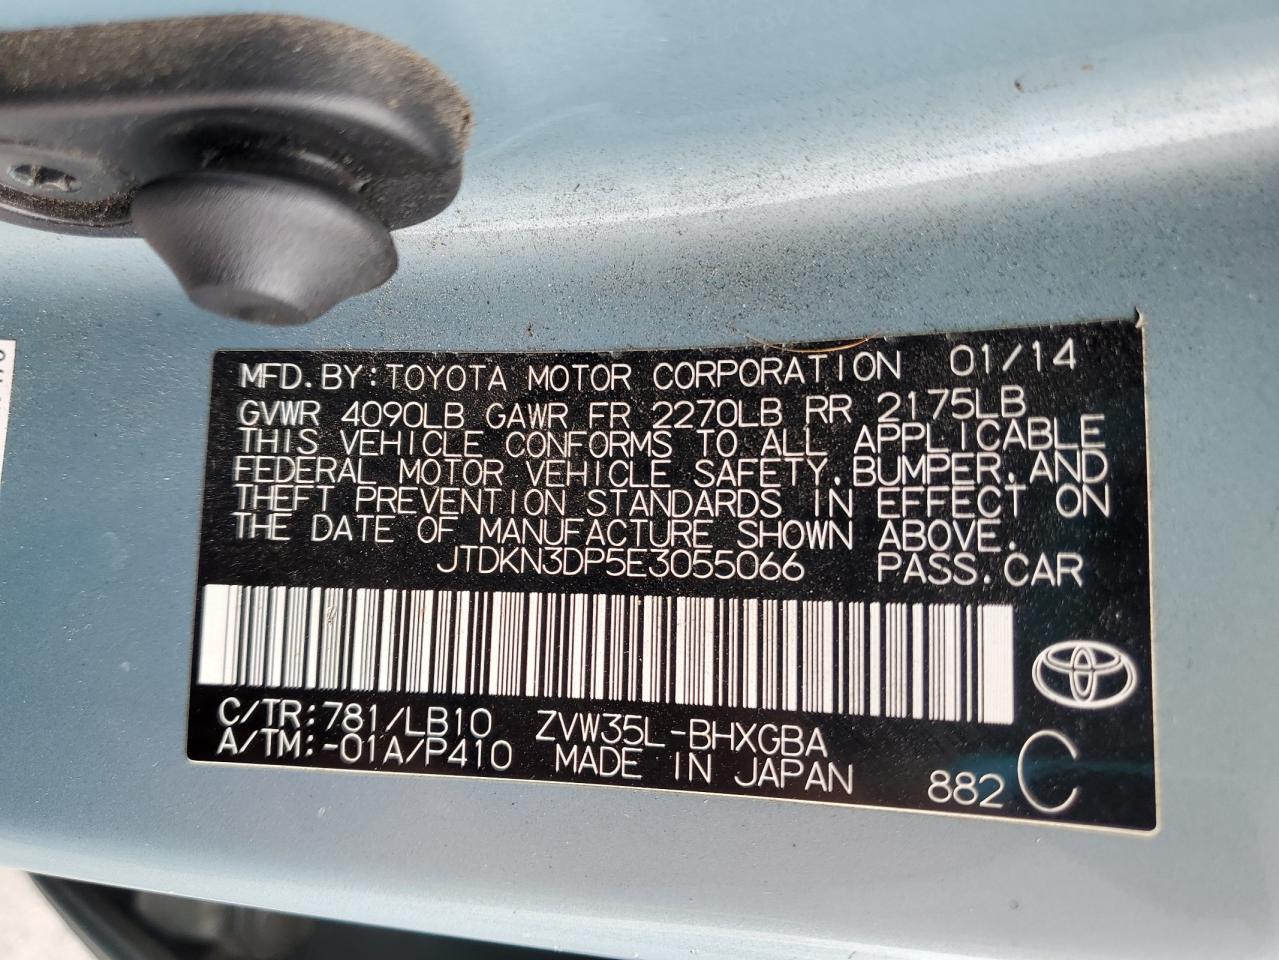 MFD.BY:TOYOTA MOTOR CORPORATION 01/14
GVWR 4090LB GAWR FR 2270LB RR 2175LB
THIS VEHICLE CONFORMS TO ALL APPLICABLE
FEDERAL MOTOR VEHICLE SAFETY,BUMPER,AND
THEFT PREVENTION STANDARDS IN EFFECT ON
THE DATE OF MANUFACTURE SHOWN ABOVE.
JTDKN3DP5E3055066 PASS.CAR
C/TR:781/LB10 ZVW35L-BHXGBA
A/TM:-01A/P410 MADE IN JAPAN
882 C